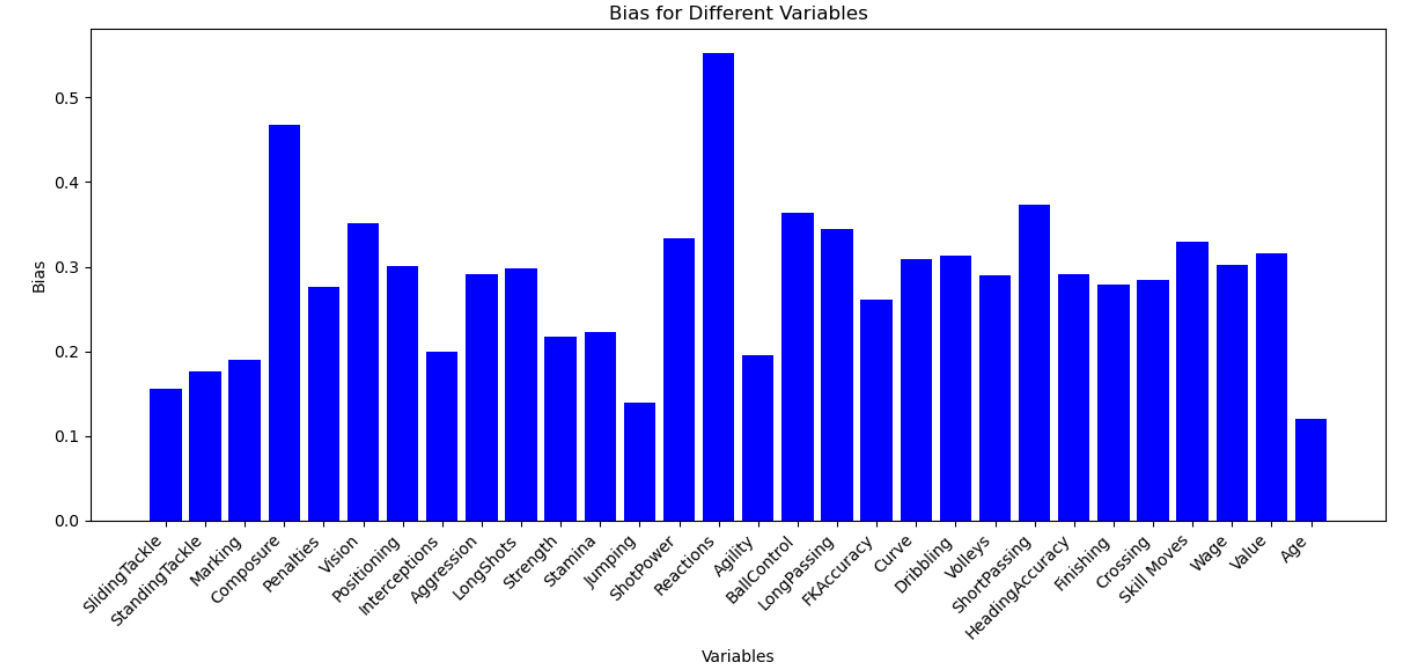 Bias for Different Variables
Bias
0.5
0.4
0.3
0.2
0.1
0.0
SlidingTackle
StandingTackle
Marking
Composure
Penalties
Vision
Positioning
Interceptions
Aggression
LongShots
Strength
Stamina
Jumping
ShotPower
Reactions
Agility
BallControl
LongPassing
FKAccuracy
Curve
Dribbling
Volleys
ShortPassing
HeadingAccuracy
Finishing
Crossing
Skill Moves
Wage
Value
Age
Variables